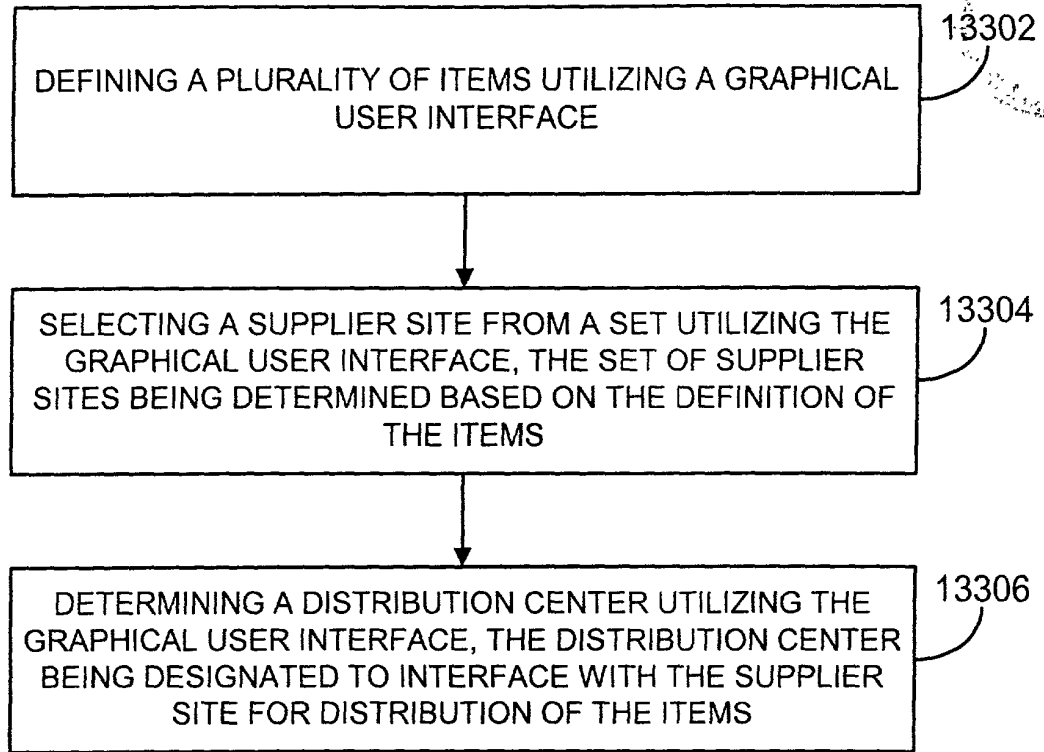 13302
DEFINING A PLURALITY OF ITEMS UTILIZING A GRAPHICAL
USER INTERFACE
13304
SELECTING A SUPPLIER SITE FROM A SET UTILIZING THE
GRAPHICAL USER INTERFACE, THE SET OF SUPPLIER
SITES BEING DETERMINED BASED ON THE DEFINITION OF
THE ITEMS
13306
DETERMINING A DISTRIBUTION CENTER UTILIZING THE
GRAPHICAL USER INTERFACE, THE DISTRIBUTION CENTER
BEING DESIGNATED TO INTERFACE WITH THE SUPPLIER
SITE FOR DISTRIBUTION OF THE ITEMS